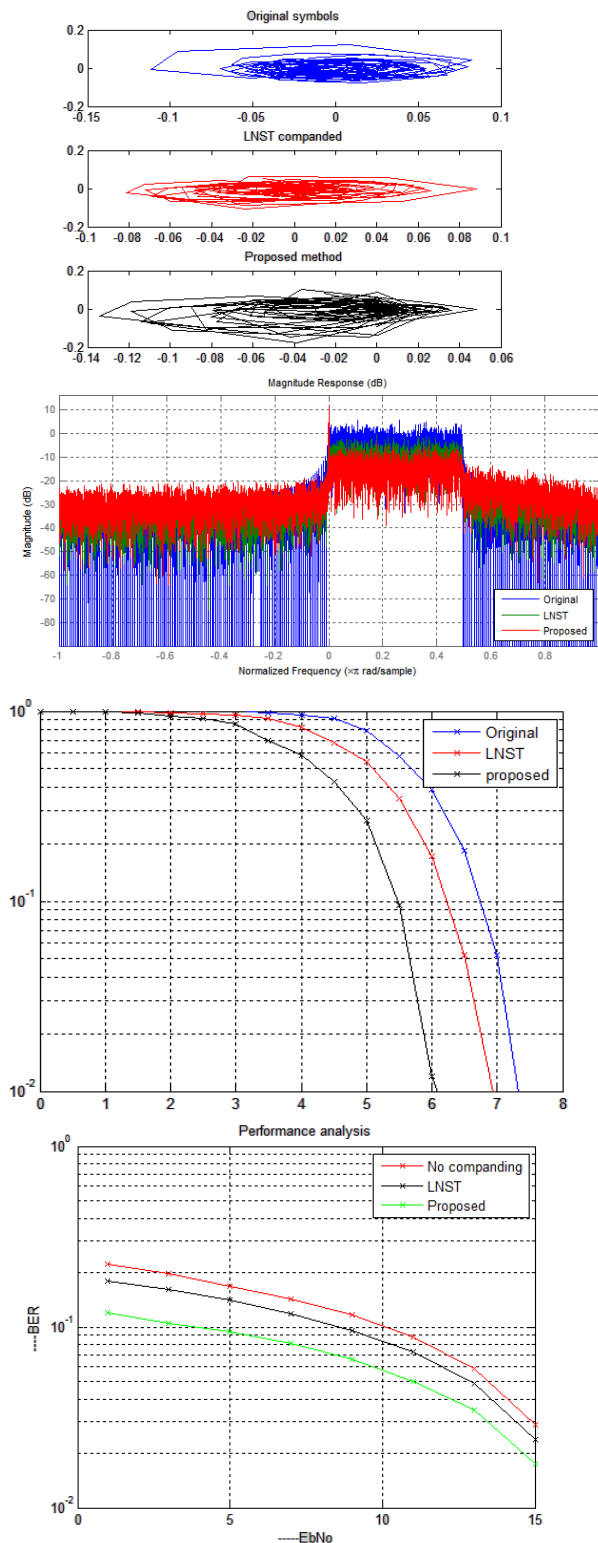 Original symbols
0.2
0
-0.2
-0.15 -0.1 -0.05 0 0.05 0.1
LNST companded
0.2
0
-0.2
-0.1 -0.08 -0.06 -0.04 -0.02 0 0.02 0.04 0.06 0.08 0.1
Proposed method
0.2
0
-0.2
-0.14 -0.12 -0.1 -0.08 -0.06 -0.04 -0.02 0 0.02 0.04 0.06
Magnitude Response (dB)
10
0
-10
-20
-30
-40
-50
-60
-70
-80
Magnitude (dB)
Original
LNST
Proposed
-1 -0.8 -0.6 -0.4 -0.2 0 0.2 0.4 0.6 0.8
Normalized Frequency (×π rad/sample)
10^0
10^-1
10^-2
Original
LNST
proposed
0 1 2 3 4 5 6 7 8
Performance analysis
10^0
10^-1
10^-2
----BER
No companding
LNST
Proposed
0 5 10 15
-----EbNo